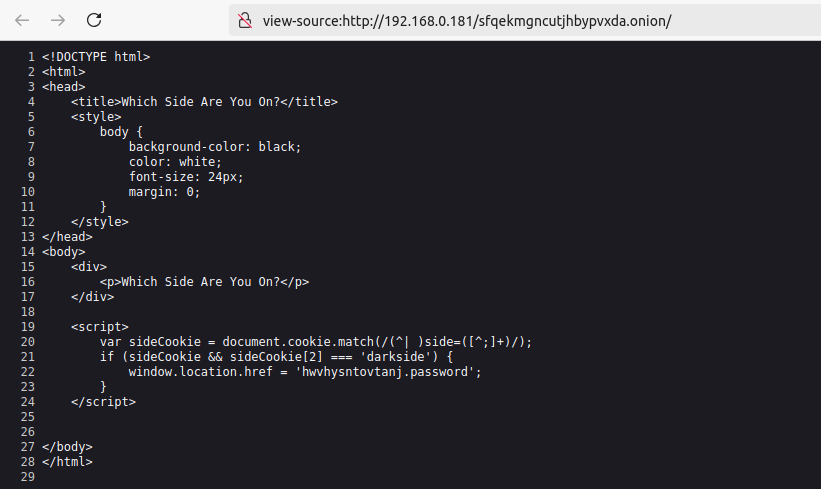 view-source:http://192.168.0.181/sfqekmgncutjhbypvxda.onion/
1 <!DOCTYPE html>
2 <html>
3 <head>
4     <title>Which Side Are You On?</title>
5     <style>
6         body {
7             background-color: black;
8             color: white;
9             font-size: 24px;
10             margin: 0;
11         }
12     </style>
13 </head>
14 <body>
15     <div>
16         <p>Which Side Are You On?</p>
17     </div>
18
19     <script>
20         var sideCookie = document.cookie.match(/(^| )side=([^;]+)/);
21         if (sideCookie && sideCookie[2] === 'darkside') {
22             window.location.href = 'hwvhysntovtanj.password';
23         }
24     </script>
25
26
27 </body>
28 </html>
29